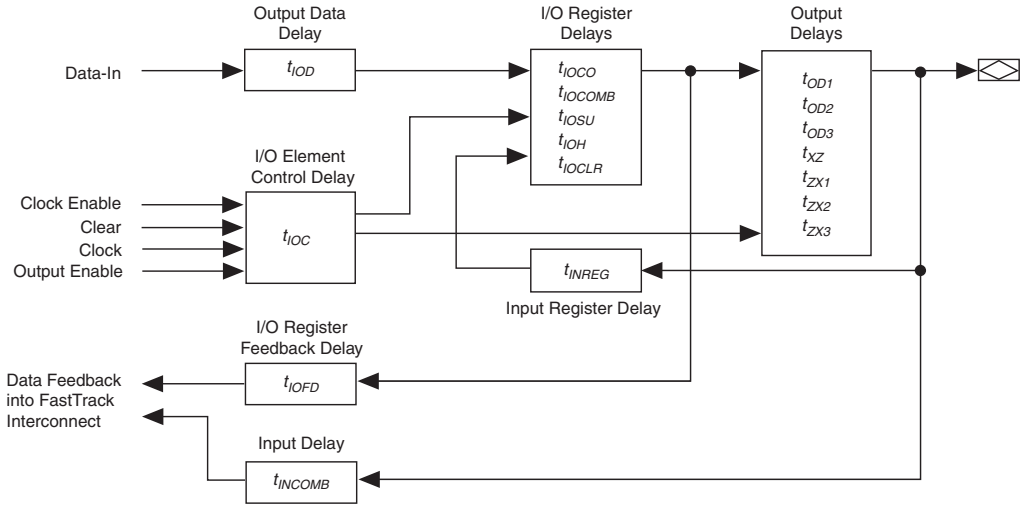 Output Data
Delay
I/O Register
Delays
Output
Delays
Data-In
tIOD
tIOCO
tIOCOMB
tIOSU
tIOH
tIOCLR
tOD1
tOD2
tOD3
tXZ
tZX1
tZX2
tZX3
I/O Element
Control Delay
Clock Enable
Clear
Clock
Output Enable
tIOC
tINREG
Input Register Delay
I/O Register
Feedback Delay
tIOFD
Data Feedback
into FastTrack
Interconnect
Input Delay
tINCOMB